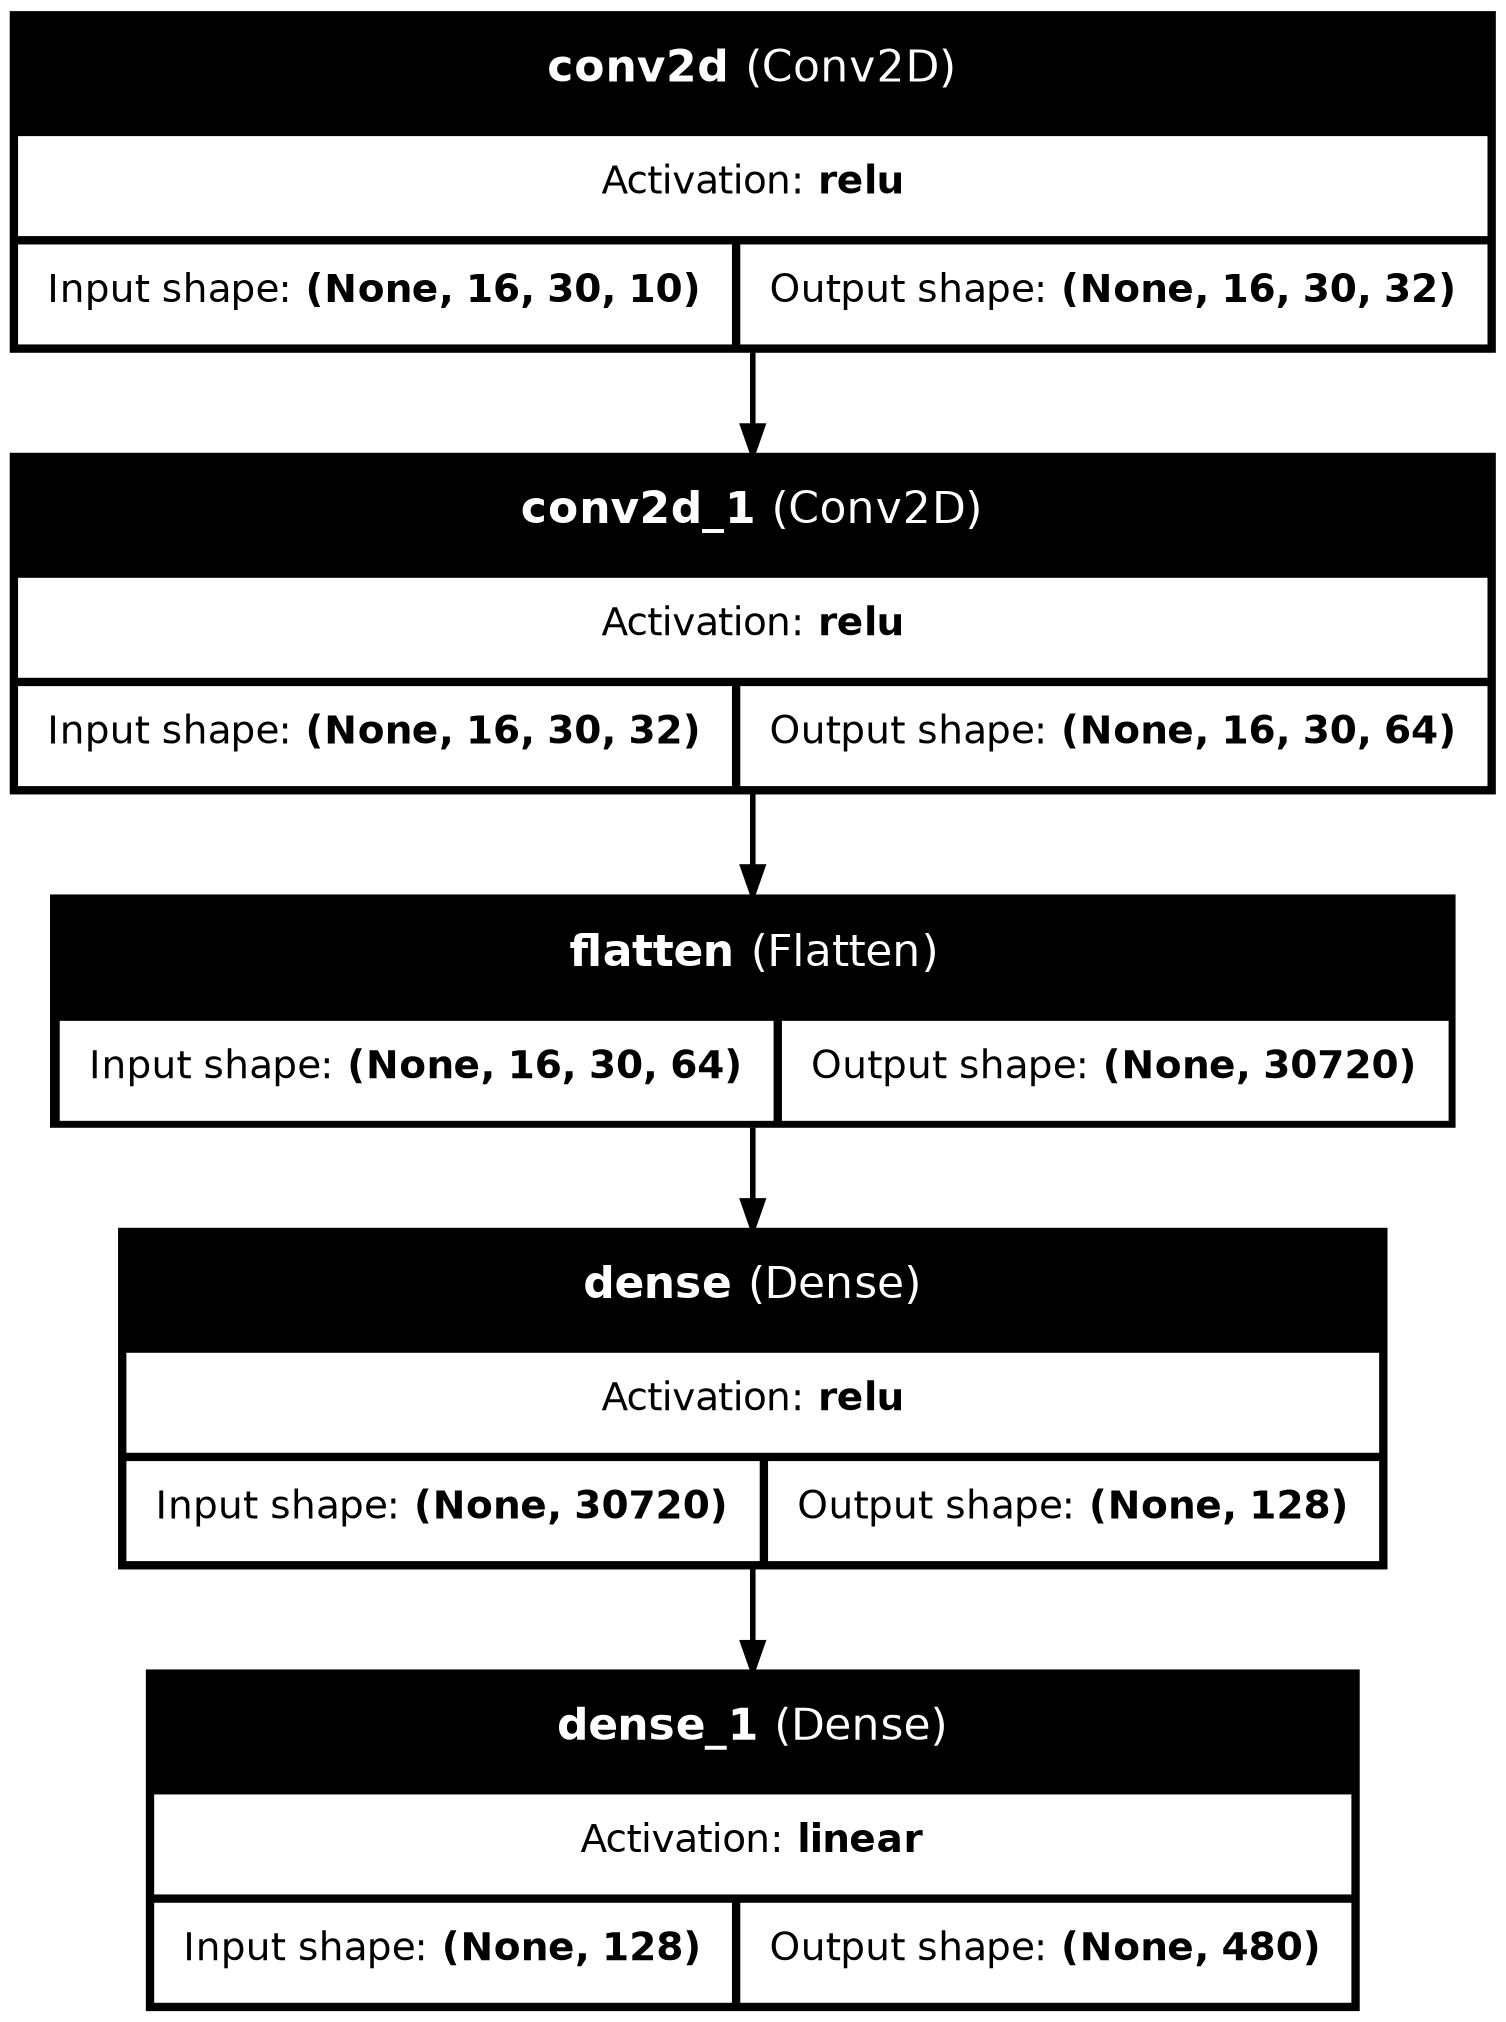 conv2d (Conv2D)
Activation: relu
Input shape: (None, 16, 30, 10) Output shape: (None, 16, 30, 32)
conv2d_1 (Conv2D)
Activation: relu
Input shape: (None, 16, 30, 32) Output shape: (None, 16, 30, 64)
flatten (Flatten)
Input shape: (None, 16, 30, 64) Output shape: (None, 30720)
dense (Dense)
Activation: relu
Input shape: (None, 30720) Output shape: (None, 128)
dense_1 (Dense)
Activation: linear
Input shape: (None, 128) Output shape: (None, 480)